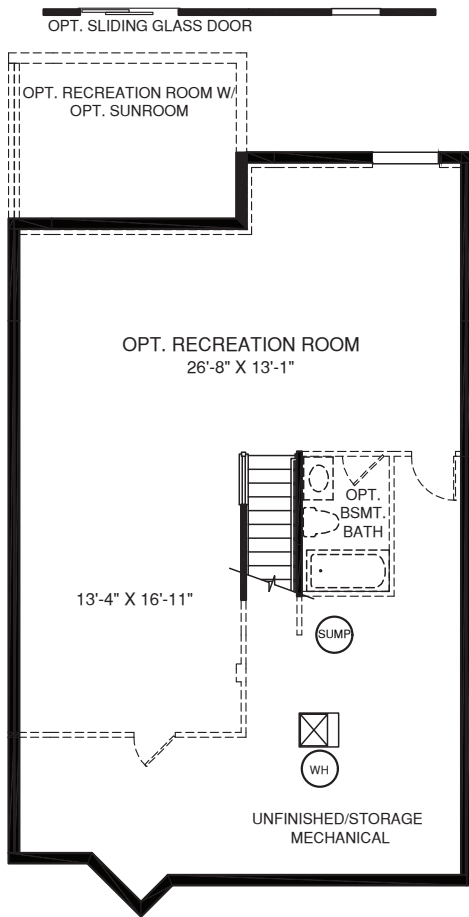 OPT. SLIDING GLASS DOOR
OPT. RECREATION ROOM W/
OPT. SUNROOM
OPT. RECREATION ROOM
26'-8" X 13'-1"
OPT.
BSMT.
BATH
13'-4" X 16'-11"
SUMP
WH
UNFINISHED/STORAGE
MECHANICAL